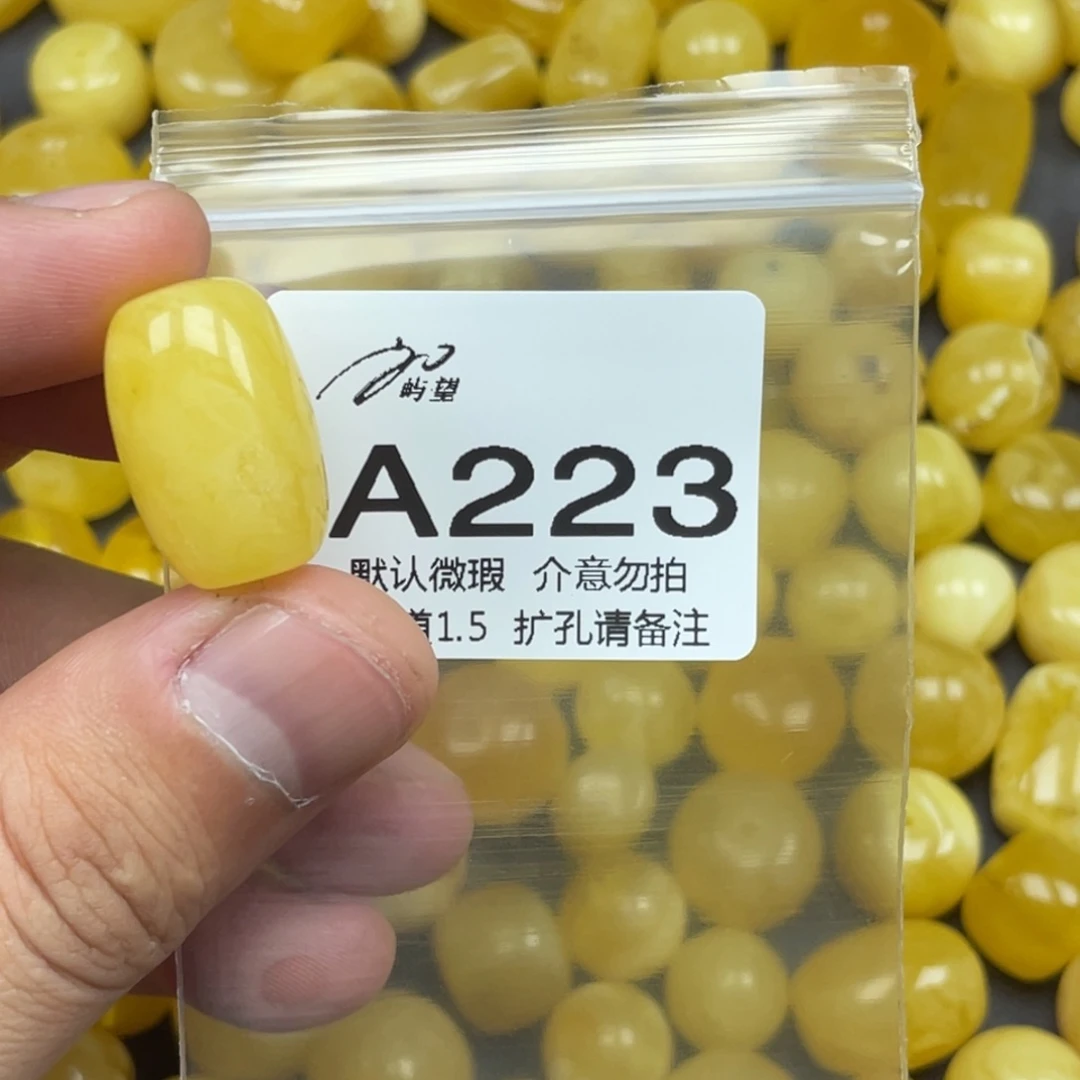 屿望
A223
默认微瑕 介意勿拍
道1.5 扩孔请备注